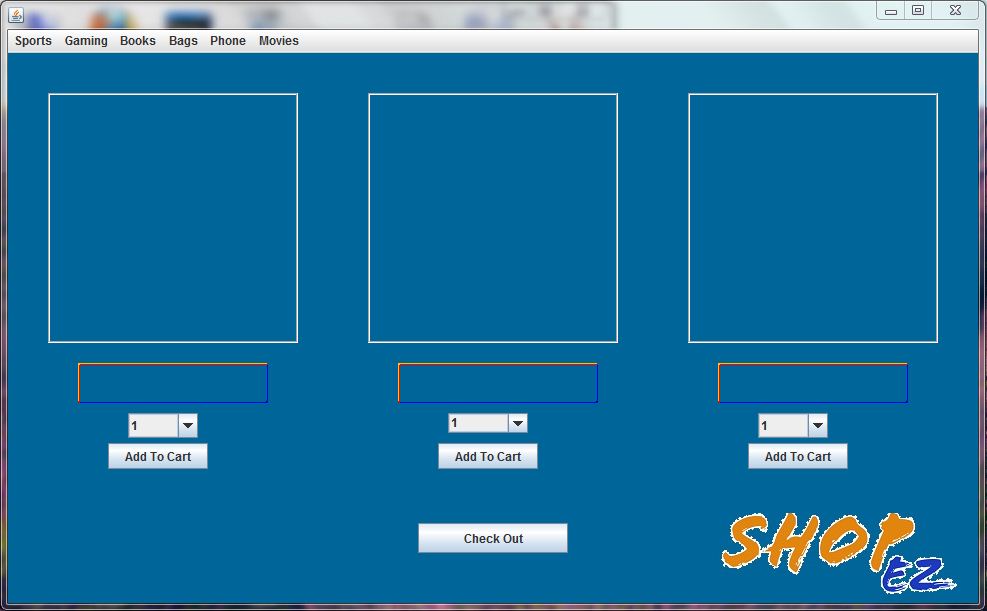 Sports Gaming Books Bags Phone Movies
1 1 1
Add To Cart Add To Cart Add To Cart
Check Out
SHOP
EZ